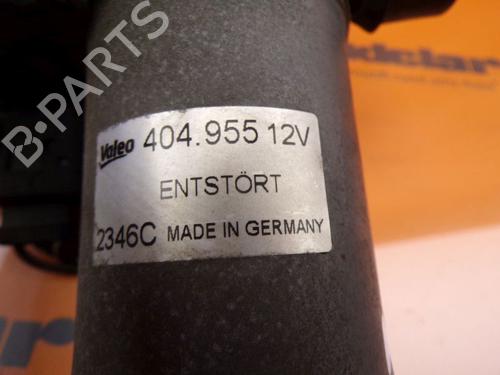 Valeo 404.955 12V
ENTSTÖRT
2346C MADE IN GERMANY
B-PARTS